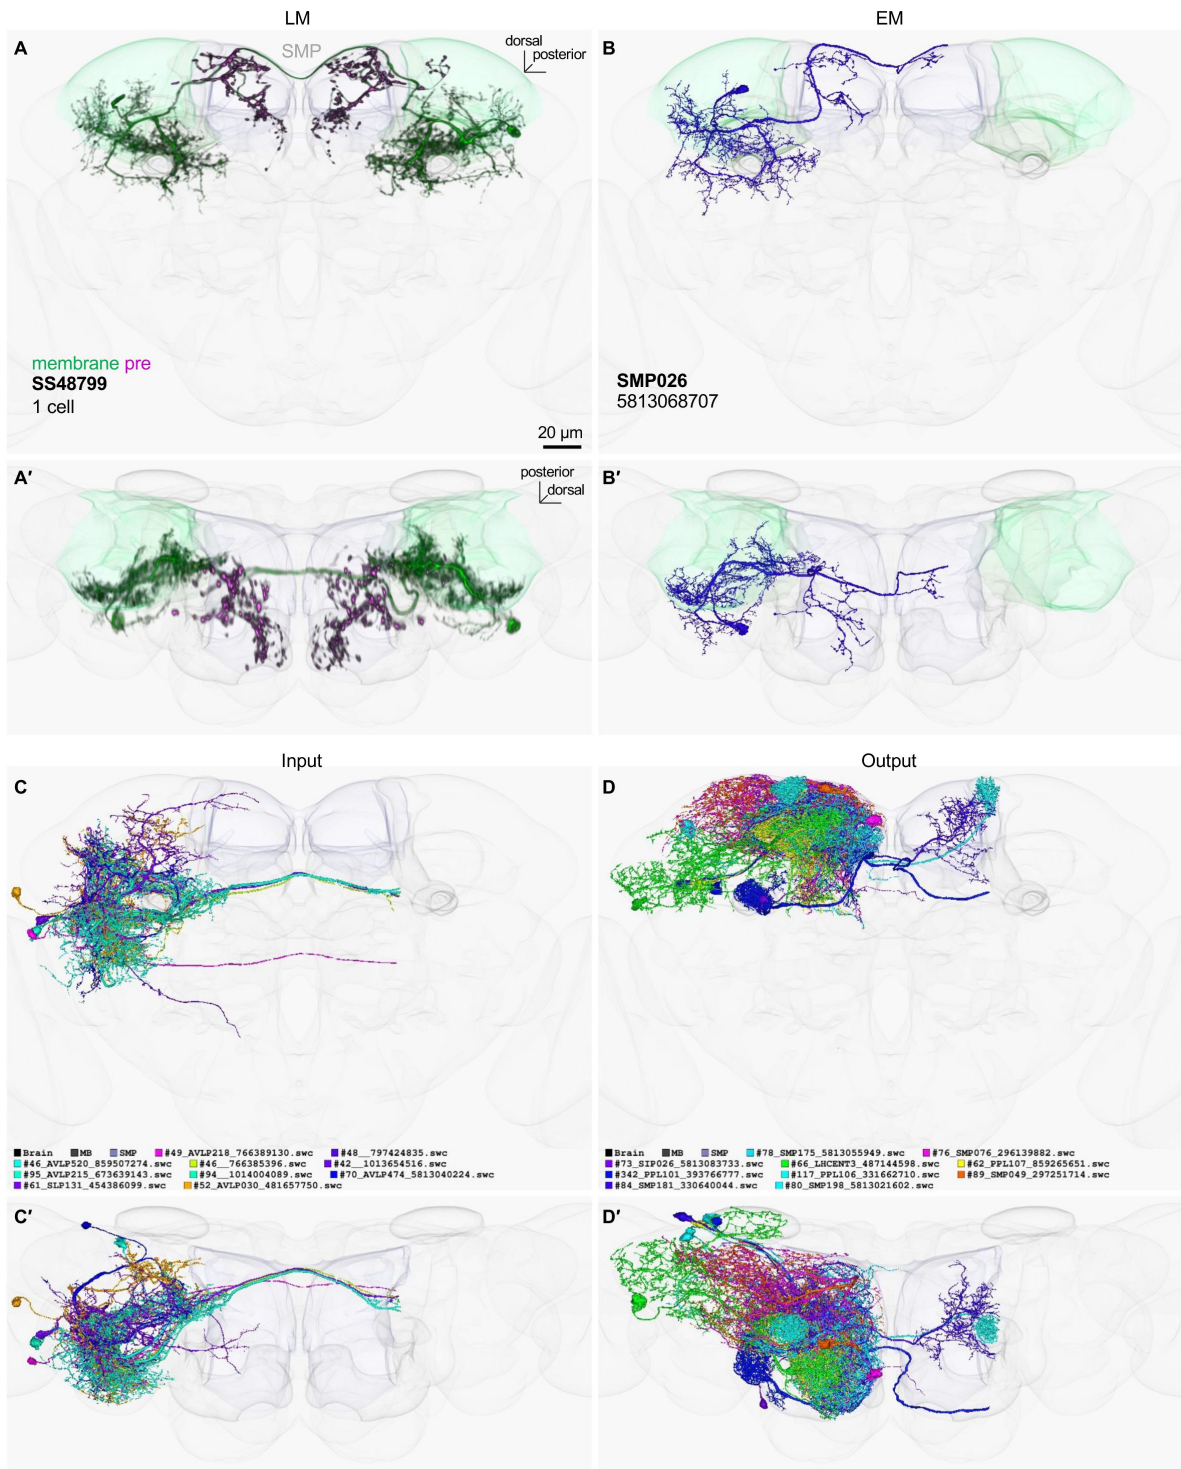 LM
EM
A
SMP
dorsal
posterior
B
membrane pre
SS48799
1 cell
20 µm
SMP026
5813068707
A′
posterior
dorsal
B′
Input
Output
C
D
Brain MB SMP #49_AVLP218_766389130.swc #48__797424835.swc
#46_AVLP520_859507274.swc #46__766385396.swc #42__1013654516.swc
#95_AVLP215_673639143.swc #94__1014004089.swc #70_AVLP474_5813040224.swc
#61_SLP131_454386099.swc #52_AVLP030_481657750.swc
Brain MB SMP #78_SMP175_5813055949.swc #76_SMP076_296139882.swc
#73_SIP026_5813083733.swc #66_LHCENT3_487144598.swc #62_PPL107_859265651.swc
#342_PPL101_393766777.swc #117_PPL106_331662710.swc #89_SMP049_297251714.swc
#84_SMP181_330640044.swc #80_SMP198_5813021602.swc
C′
D′